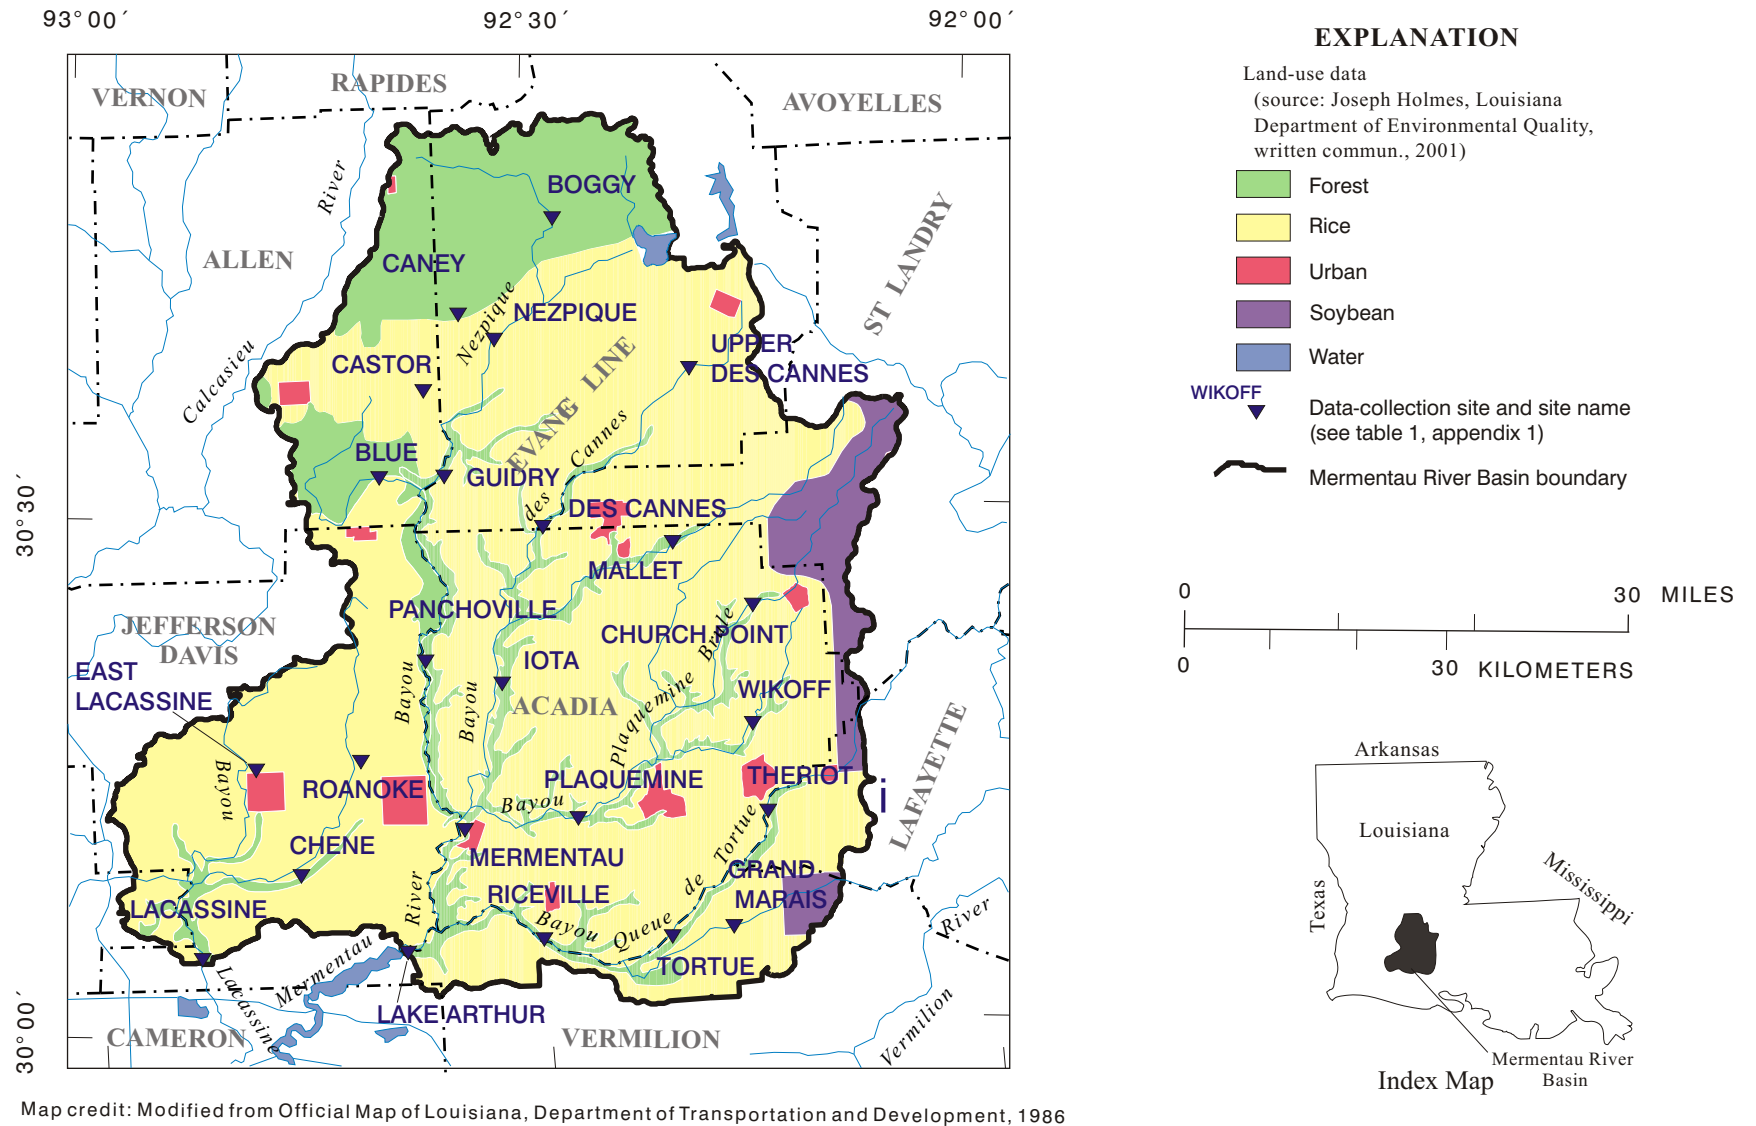 93°00′
92°30′
92°00′
VERNON
RAPIDES
AVOYELLES
ALLEN
River
BOGGY
CANEY
ST LANDRY
Nezpique
NEZPIQUE
CASTOR
Calcasieu
UPPER
DES CANNES
EVANGELINE
des Cannes
BLUE
GUIDRY
DES CANNES
30°30′
MALLET
PANCHOVILLE
CHURCH POINT
Brule
JEFFERSON
DAVIS
IOTA
EAST
LACASSINE
Bayou
Bayou
ACADIA
WIKOFF
Plaquemine
LAFAYETTE
Bayou
ROANOKE
PLAQUEMINE
THERIOT
i
Bayou
CHENE
MERMENTAU
Tortue
GRAND
MARAIS
RICEVILLE
River
de
LACASSINE
Bayou
Queue
River
TORTUE
Mermentau
Lacassine
LAKE ARTHUR
Vermilion
30°00′
CAMERON
VERMILION
Map credit: Modified from Official Map of Louisiana, Department of Transportation and Development, 1986
EXPLANATION
Land-use data
(source: Joseph Holmes, Louisiana
Department of Environmental Quality,
written commun., 2001)
Forest
Rice
Urban
Soybean
Water
WIKOFF
Data-collection site and site name
(see table 1, appendix 1)
Mermentau River Basin boundary
0 30 MILES
0 30 KILOMETERS
Arkansas
Louisiana
Mississippi
Texas
Mermentau River
Basin
Index Map